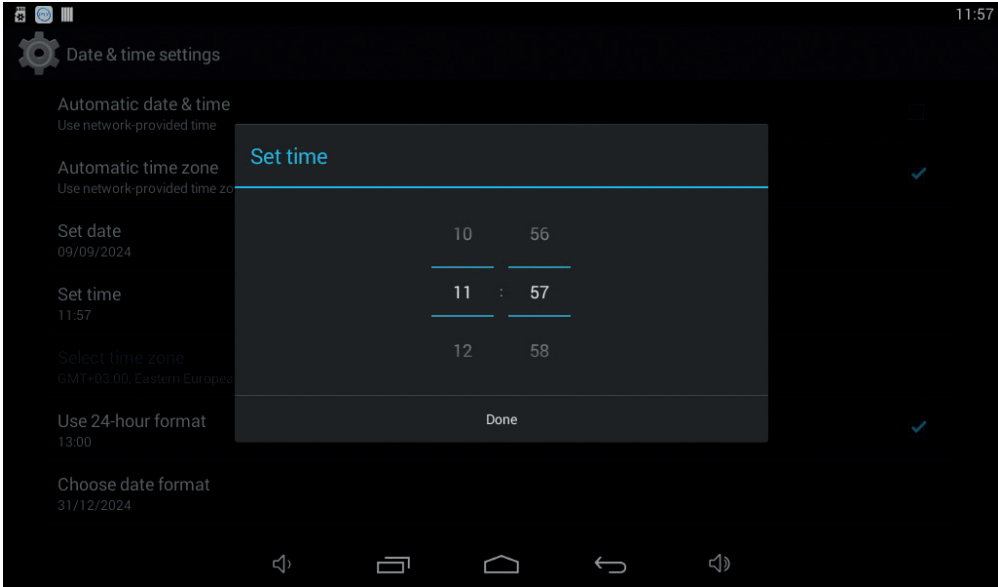 11:57
Date & time settings
Automatic date & time
Use network-provided time
Automatic time zone
Use network-provided time zo
Set date
09/09/2024
Set time
11:57
Select time zone
GMT+03:00, Eastern Europea
Use 24-hour format
13:00
Choose date format
31/12/2024
Set time
10 56
11 : 57
12 58
Done